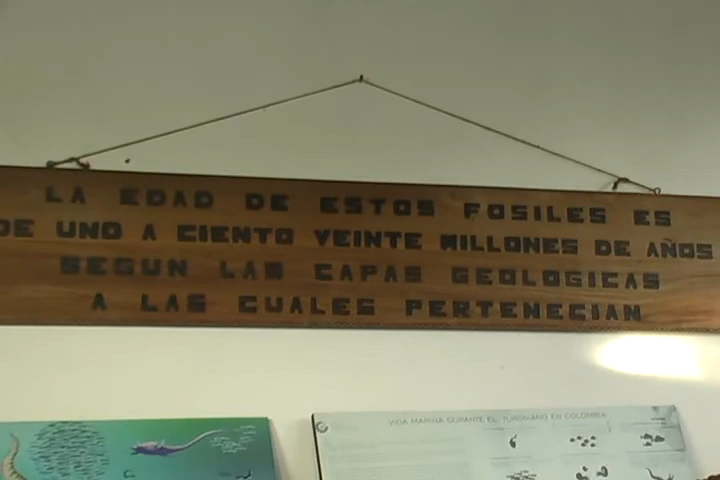 LA EDAD DE ESTOS FOSILES ES
DE UNO A CIENTO VEINTE MILLONES DE AÑOS
SEGUN LAS CAPAS GEOLOGICAS
A LAS CUALES PERTENECIAN
VIDA MARINA DURANTE EL TURONIANO EN COLOMBIA